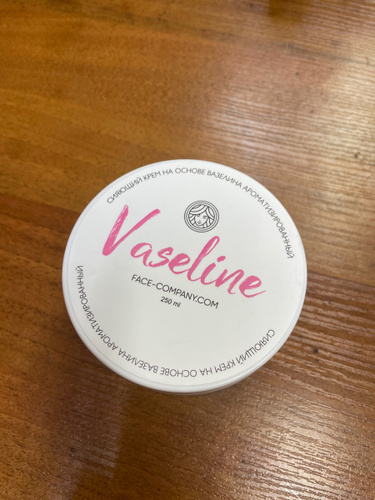 СИЯЮЩИЙ КРЕМ НА ОСНОВЕ ВАЗЕЛИНА АРОМАТИЗИРОВАННЫЙ
Vaseline
FACE-COMPANY.COM
250 ml
СИЯЮЩИЙ КРЕМ НА ОСНОВЕ ВАЗЕЛИНА АРОМАТИЗИРОВАННЫЙ